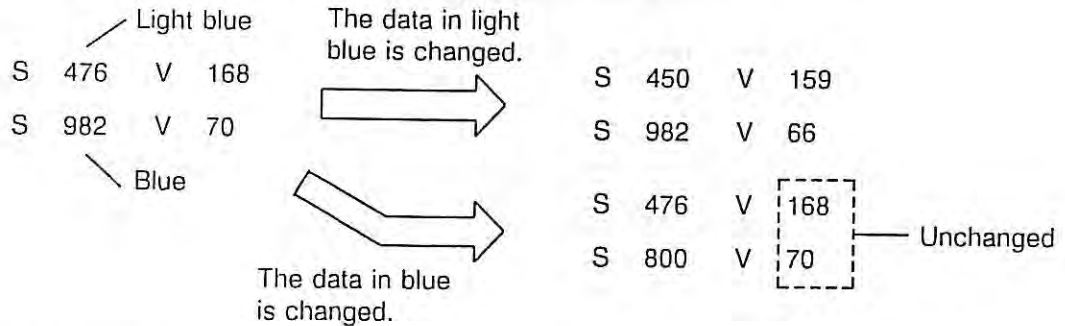 Light blue
S 476 V 168
S 982 V 70
Blue
The data in light
blue is changed.
The data in blue
is changed.
S 450 V 159
S 982 V 66
S 476 V 168
S 800 V 70
Unchanged